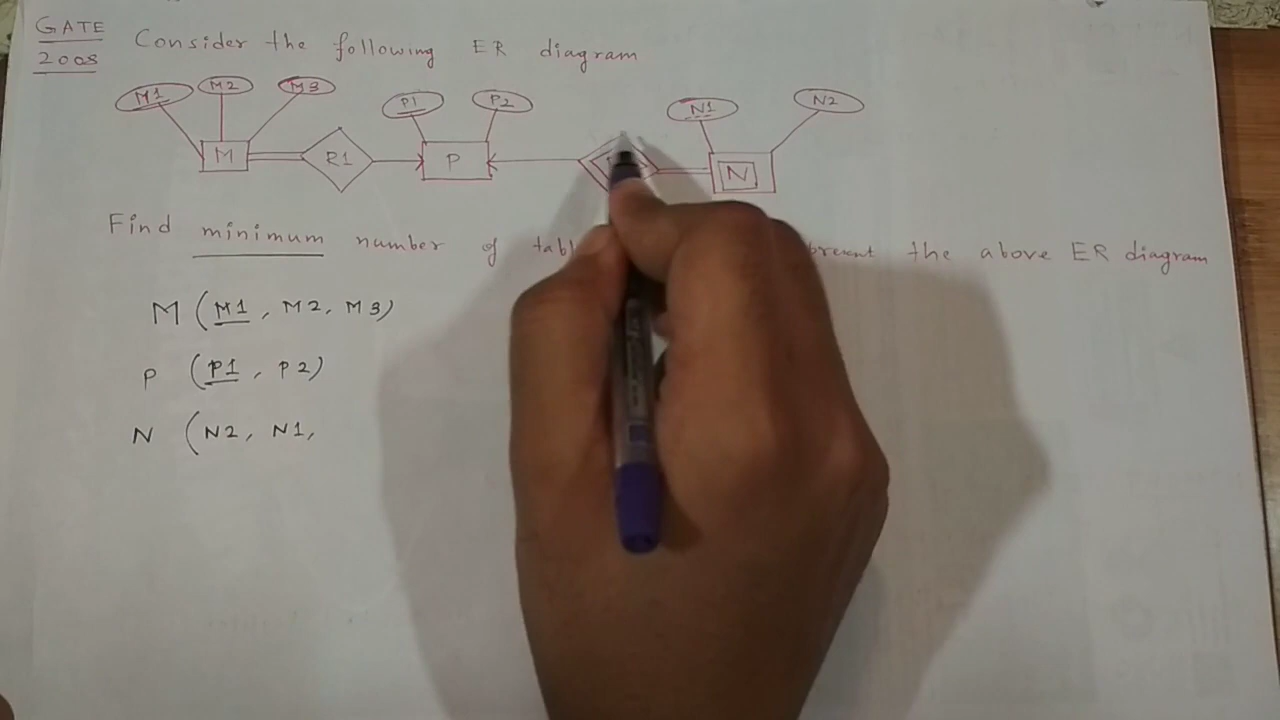 GATE 2008
Consider the following ER diagram
M1 M2 M3 P1 P2 N1 N2
M R1 P N
Find minimum number of the above ER diagram
M (M1, M2, M3)
P (P1, P2)
N (N2, N1,